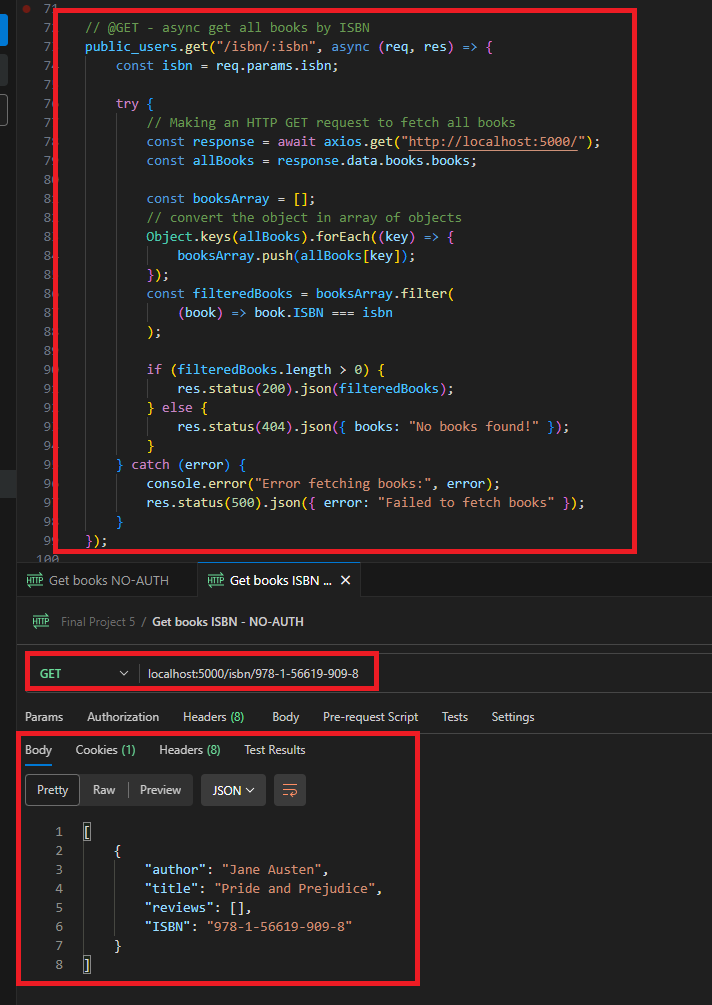 71
72 // @GET - async get all books by ISBN
public_users.get("/isbn/:isbn", async (req, res) => {
const isbn = req.params.isbn;
try {
// Making an HTTP GET request to fetch all books
const response = await axios.get("http://localhost:5000/");
const allBooks = response.data.books.books;
const booksArray = [];
// convert the object in array of objects
Object.keys(allBooks).forEach((key) => {
booksArray.push(allBooks[key]);
});
const filteredBooks = booksArray.filter(
(book) => book.ISBN === isbn
);
if (filteredBooks.length > 0) {
res.status(200).json(filteredBooks);
} else {
res.status(404).json({ books: "No books found!" });
}
} catch (error) {
console.error("Error fetching books:", error);
res.status(500).json({ error: "Failed to fetch books" });
}
});
100
HTTP Get books NO-AUTH HTTP Get books ISBN ... ✕
HTTP Final Project 5 / Get books ISBN - NO-AUTH
GET localhost:5000/isbn/978-1-56619-909-8
Params Authorization Headers (8) Body Pre-request Script Tests Settings
Body Cookies (1) Headers (8) Test Results
Pretty Raw Preview JSON
1 [
2 {
3 "author": "Jane Austen",
4 "title": "Pride and Prejudice",
5 "reviews": [],
6 "ISBN": "978-1-56619-909-8"
7 }
8 ]